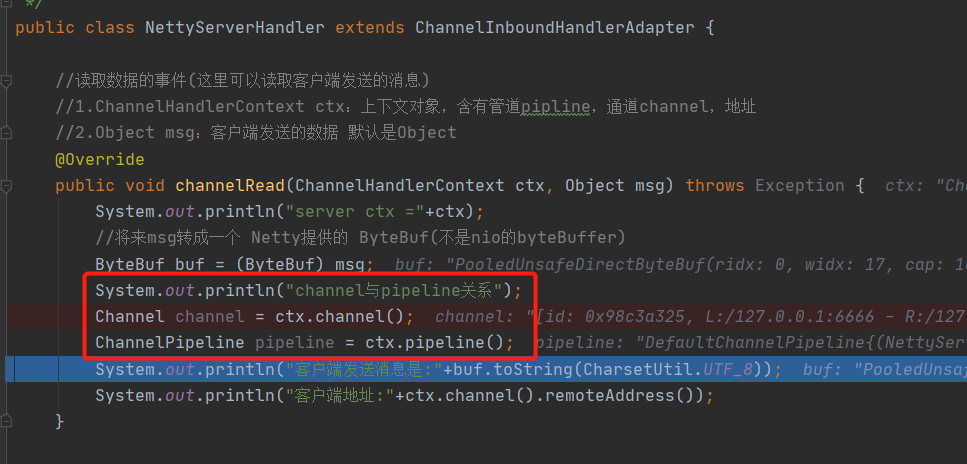 */
public class NettyServerHandler extends ChannelInboundHandlerAdapter {
//读取数据的事件(这里可以读取客户端发送的消息)
//1.ChannelHandlerContext ctx：上下文对象，含有管道pipline，通道channel，地址
//2.Object msg：客户端发送的数据 默认是Object
@Override
public void channelRead(ChannelHandlerContext ctx, Object msg) throws Exception { ctx: "Ch
System.out.println("server ctx ="+ctx);
//将来msg转成一个 Netty提供的 ByteBuf(不是nio的byteBuffer)
ByteBuf buf = (ByteBuf) msg; buf: "PooledUnsafeDirectByteBuf(ridx: 0, widx: 17, cap: 1
System.out.println("channel与pipeline关系");
Channel channel = ctx.channel(); channel: "[id: 0x98c3a325, L:/127.0.0.1:6666 - R:/127
ChannelPipeline pipeline = ctx.pipeline(); pipeline: "DefaultChannelPipeline{(NettySer
System.out.println("客户端发送消息是:"+buf.toString(CharsetUtil.UTF_8)); buf: "PooledUnsa
System.out.println("客户端地址:"+ctx.channel().remoteAddress());
}